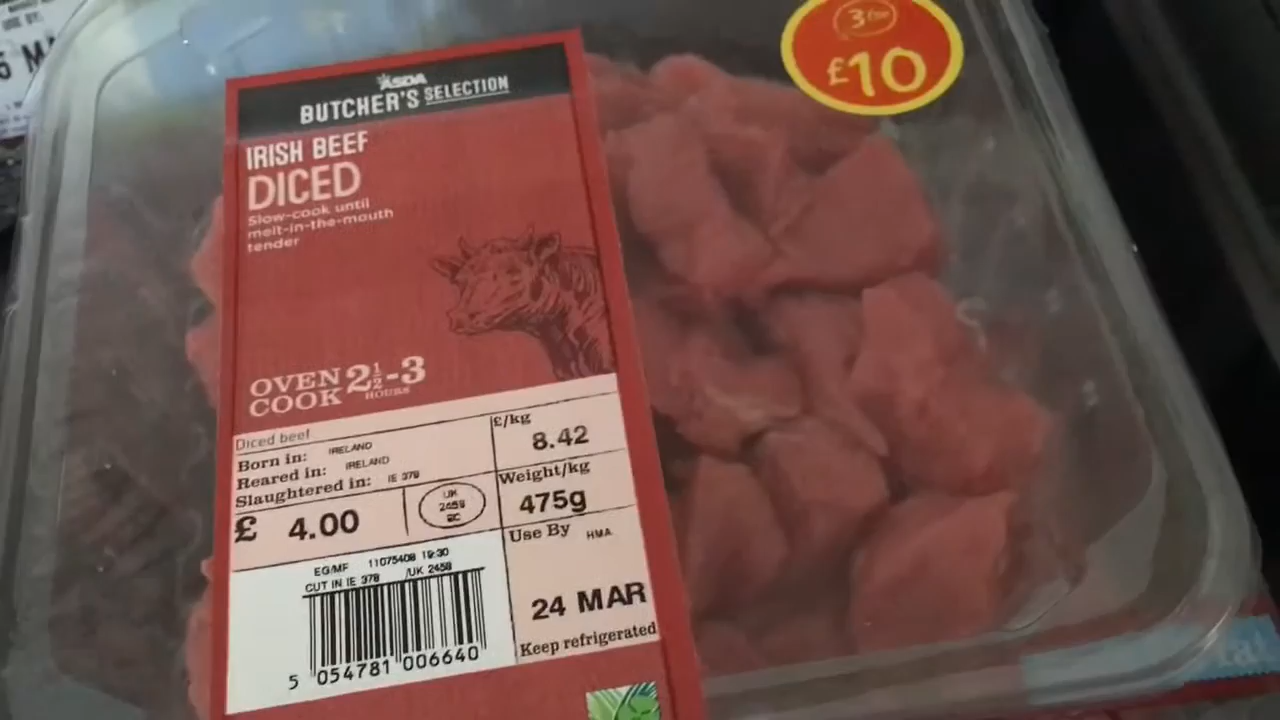 3 for
£10
ASDA
BUTCHER'S SELECTION
IRISH BEEF
DICED
Slow-cook until
melt-in-the-mouth
tender
OVEN COOK 2½-3 HOURS
Diced beef
Born in: IRELAND
Reared in: IRELAND
Slaughtered in: IE 378
£/kg
8.42
Weight/kg
475g
£ 4.00
UK
2459
EC
Use By HMA
24 MAR
Keep refrigerated
EG/MF 11075408 19:30
CUT IN IE 378 /UK 2459
5 054781 006640